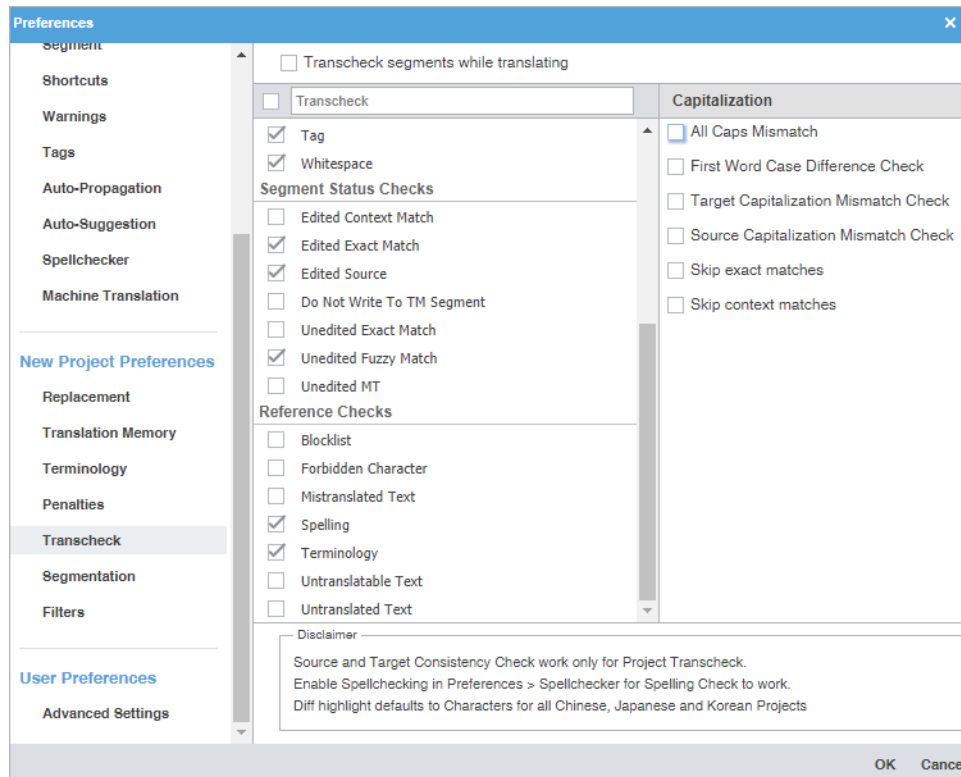 Preferences
Segment
Shortcuts
Warnings
Tags
Auto-Propagation
Auto-Suggestion
Spellchecker
Machine Translation
New Project Preferences
Replacement
Translation Memory
Terminology
Penalties
Transcheck
Segmentation
Filters
User Preferences
Advanced Settings
Transcheck segments while translating
Transcheck
Tag
Whitespace
Segment Status Checks
Edited Context Match
Edited Exact Match
Edited Source
Do Not Write To TM Segment
Unedited Exact Match
Unedited Fuzzy Match
Unedited MT
Reference Checks
Blocklist
Forbidden Character
Mistranslated Text
Spelling
Terminology
Untranslatable Text
Untranslated Text
Capitalization
All Caps Mismatch
First Word Case Difference Check
Target Capitalization Mismatch Check
Source Capitalization Mismatch Check
Skip exact matches
Skip context matches
Disclaimer
Source and Target Consistency Check work only for Project Transcheck.
Enable Spellchecking in Preferences > Spellchecker for Spelling Check to work.
Diff highlight defaults to Characters for all Chinese, Japanese and Korean Projects
OK Cance